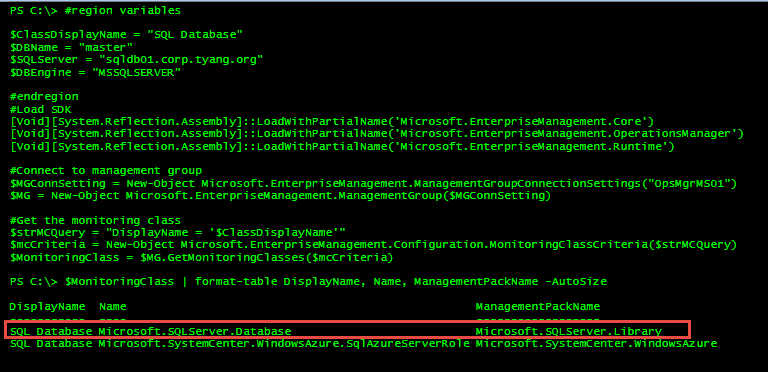 PS C:\> #region variables
$ClassDisplayName = "SQL Database"
$DBName = "master"
$SQLServer = "sqldb01.corp.tyang.org"
$DBEngine = "MSSQLSERVER"
#endregion
#Load SDK
[Void][System.Reflection.Assembly]::LoadWithPartialName('Microsoft.EnterpriseManagement.Core')
[Void][System.Reflection.Assembly]::LoadWithPartialName('Microsoft.EnterpriseManagement.OperationsManager')
[Void][System.Reflection.Assembly]::LoadWithPartialName('Microsoft.EnterpriseManagement.Runtime')
#Connect to management group
$MGConnSetting = New-Object Microsoft.EnterpriseManagement.ManagementGroupConnectionSettings("OpsMgrMS01")
$MG = New-Object Microsoft.EnterpriseManagement.ManagementGroup($MGConnSetting)
#Get the monitoring class
$strMCQuery = "DisplayName = '$ClassDisplayName'"
$mcCriteria = New-Object Microsoft.EnterpriseManagement.Configuration.MonitoringClassCriteria($strMCQuery)
$MonitoringClass = $MG.GetMonitoringClasses($mcCriteria)
PS C:\> $MonitoringClass | format-table DisplayName, Name, ManagementPackName -AutoSize
DisplayName Name ManagementPackName
----------- ---- ------------------
SQL Database Microsoft.SQLServer.Database Microsoft.SQLServer.Library
SQL Database Microsoft.SystemCenter.WindowsAzure.SqlAzureServerRole Microsoft.SystemCenter.WindowsAzure